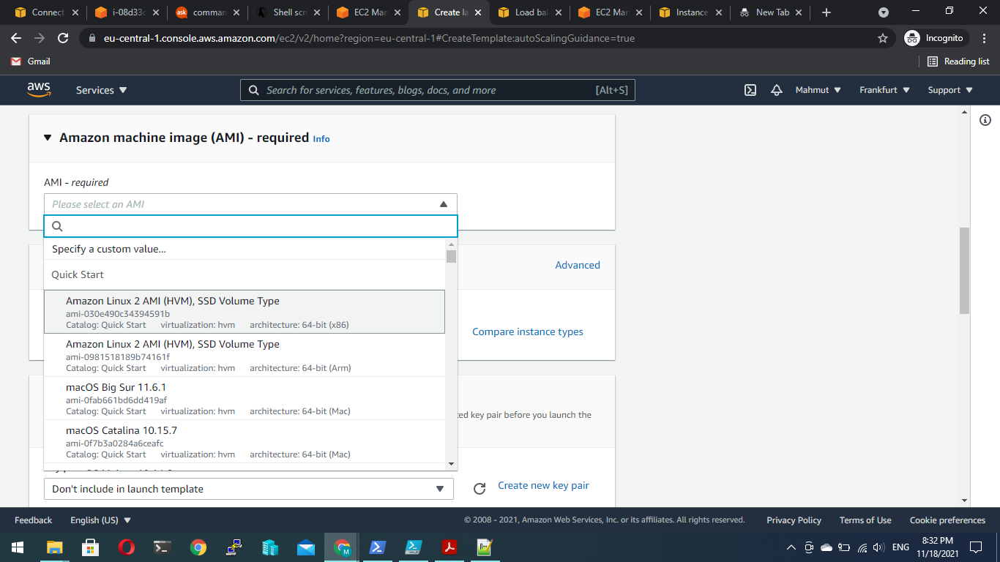 Connect
i-08d33c
ask comman
Shell scr
EC2 Man
Create la
Load bal
EC2 Man
Instance
New Tab
eu-central-1.console.aws.amazon.com/ec2/v2/home?region=eu-central-1#CreateTemplate:autoScalingGuidance=true
Incognito
Gmail
Reading list
aws
Services
Search for services, features, blogs, docs, and more [Alt+S]
Mahmut
Frankfurt
Support
Amazon machine image (AMI) - required Info
AMI - required
Please select an AMI
Specify a custom value...
Quick Start
Amazon Linux 2 AMI (HVM), SSD Volume Type
ami-030e490c34394591b
Catalog: Quick Start virtualization: hvm architecture: 64-bit (x86)
Amazon Linux 2 AMI (HVM), SSD Volume Type
ami-0981518189b74161f
Catalog: Quick Start virtualization: hvm architecture: 64-bit (Arm)
macOS Big Sur 11.6.1
ami-0fab661bd6dd419af
Catalog: Quick Start virtualization: hvm architecture: 64-bit (Mac)
macOS Catalina 10.15.7
ami-0f7b3a0284a6ceafc
Catalog: Quick Start virtualization: hvm architecture: 64-bit (Mac)
Advanced
Compare instance types
key pair before you launch the
Don't include in launch template
Create new key pair
Feedback
English (US)
© 2008 - 2021, Amazon Web Services, Inc. or its affiliates. All rights reserved.
Privacy Policy
Terms of Use
Cookie preferences
M
ENG
8:32 PM
11/18/2021